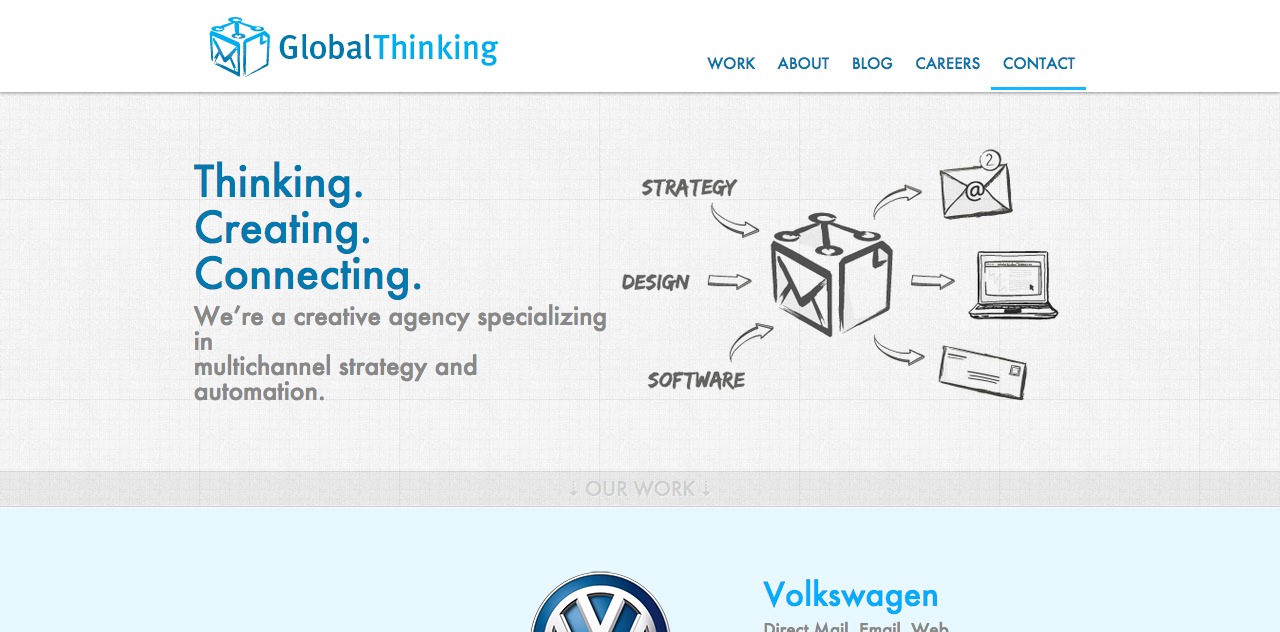 GlobalThinking
WORK ABOUT BLOG CAREERS CONTACT
Thinking.
Creating.
Connecting.
We’re a creative agency specializing
in
multichannel strategy and
automation.
STRATEGY
DESIGN
SOFTWARE
2
@
⇣ OUR WORK ⇣
Volkswagen
Direct Mail, Email, Web